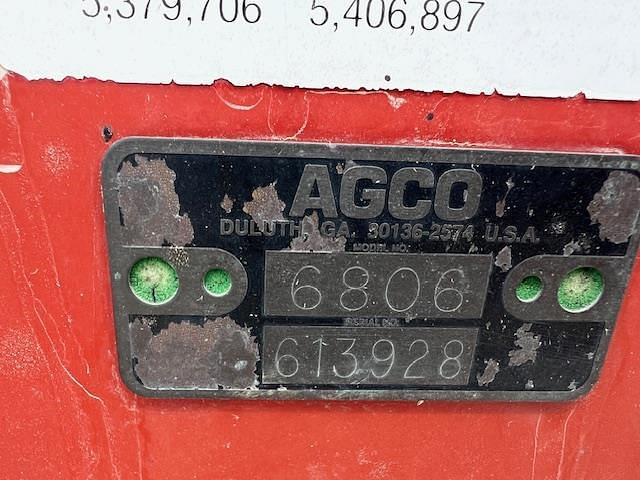 5,379,706 5,406,897
AGCO
DULUTH, GA. 30136-2574 U.S.A.
MODEL NO.
6806
SERIAL NO.
613928